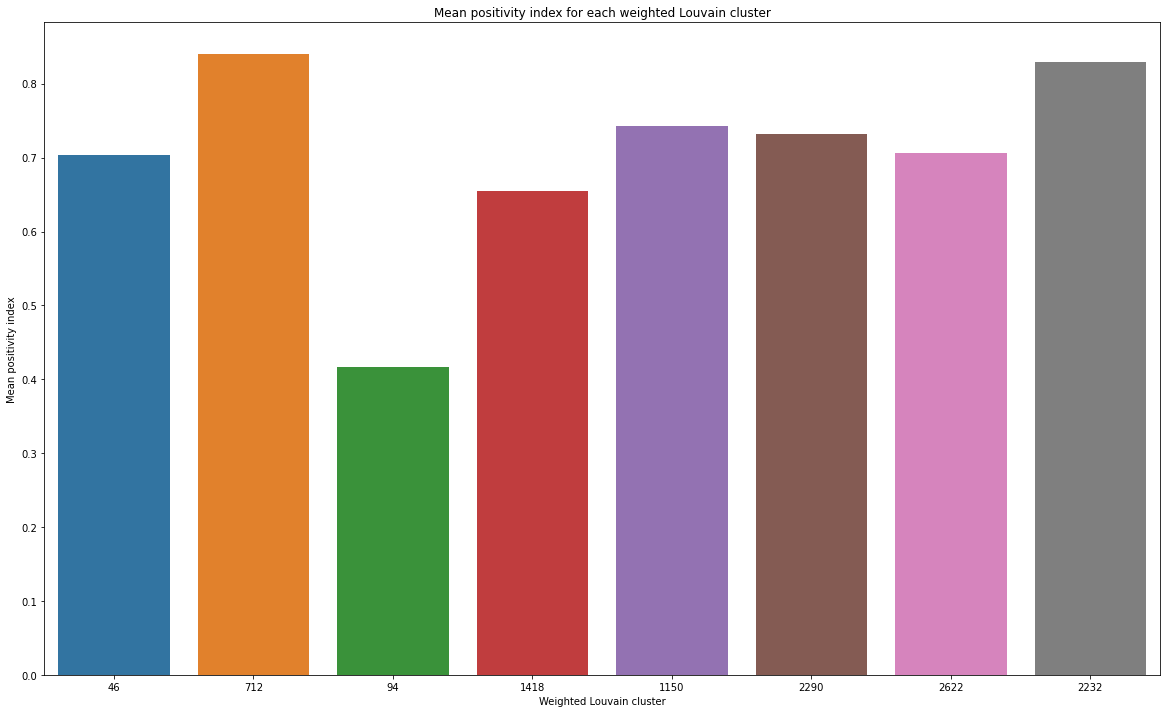 Mean positivity index for each weighted Louvain cluster
Mean positivity index
0.8
0.7
0.6
0.5
0.4
0.3
0.2
0.1
0.0
46 712 94 1418 1150 2290 2622 2232
Weighted Louvain cluster